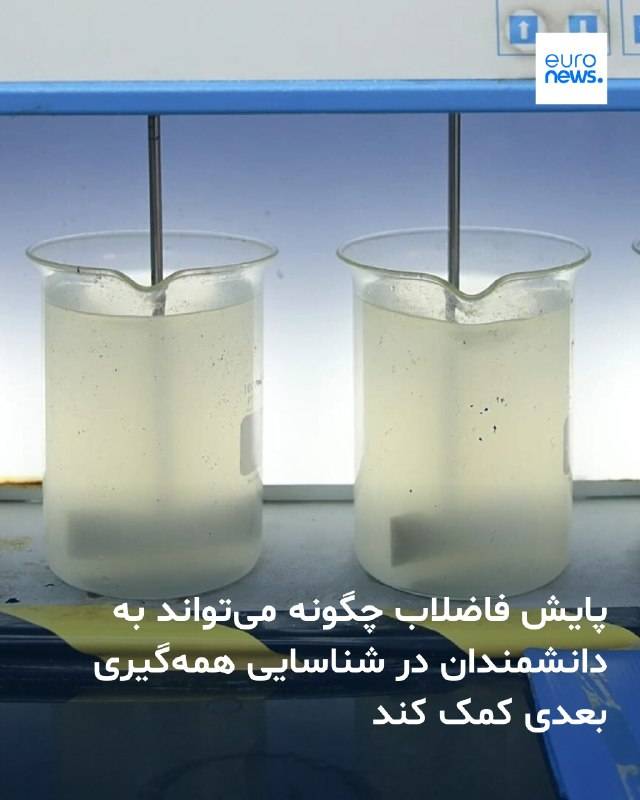 euro
news.
پایش فاضلاب چگونه می‌تواند به
دانشمندان در شناسایی همه‌گیری
بعدی کمک کند